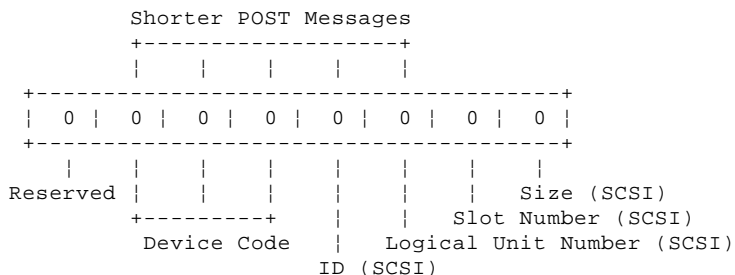 Shorter POST Messages
+--------------------+
¦ ¦ ¦ ¦ ¦
+---------------------------------------+
¦ 0 ¦ 0 ¦ 0 ¦ 0 ¦ 0 ¦ 0 ¦ 0 ¦ 0 ¦
+---------------------------------------+
¦ ¦ ¦ ¦ ¦ ¦ ¦ ¦
Reserved ¦ ¦ ¦ ¦ ¦ ¦ Size (SCSI)
+---------+ ¦ ¦ Slot Number (SCSI)
Device Code ¦ Logical Unit Number (SCSI)
ID (SCSI)